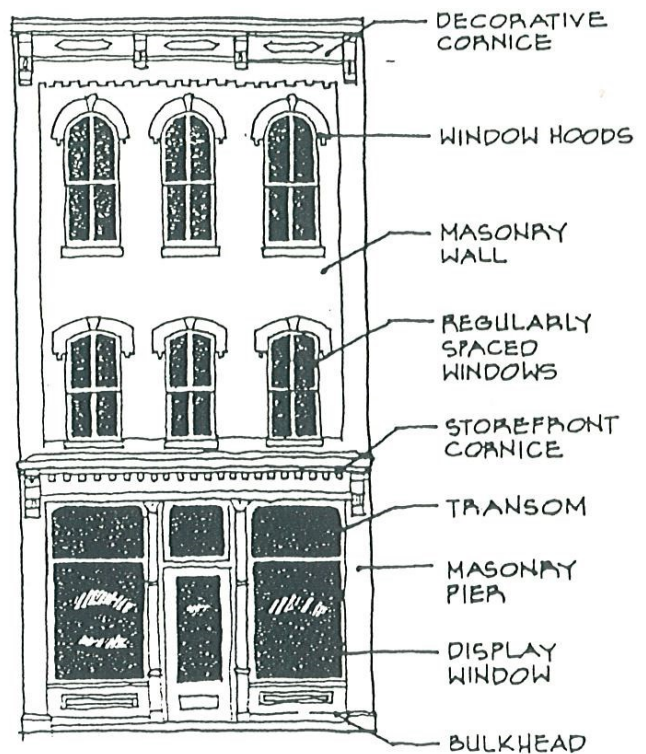 DECORATIVE
CORNICE
WINDOW HOODS
MASONRY
WALL
REGULARLY
SPACED
WINDOWS
STOREFRONT
CORNICE
TRANSOM
MASONRY
PIER
DISPLAY
WINDOW
BULKHEAD